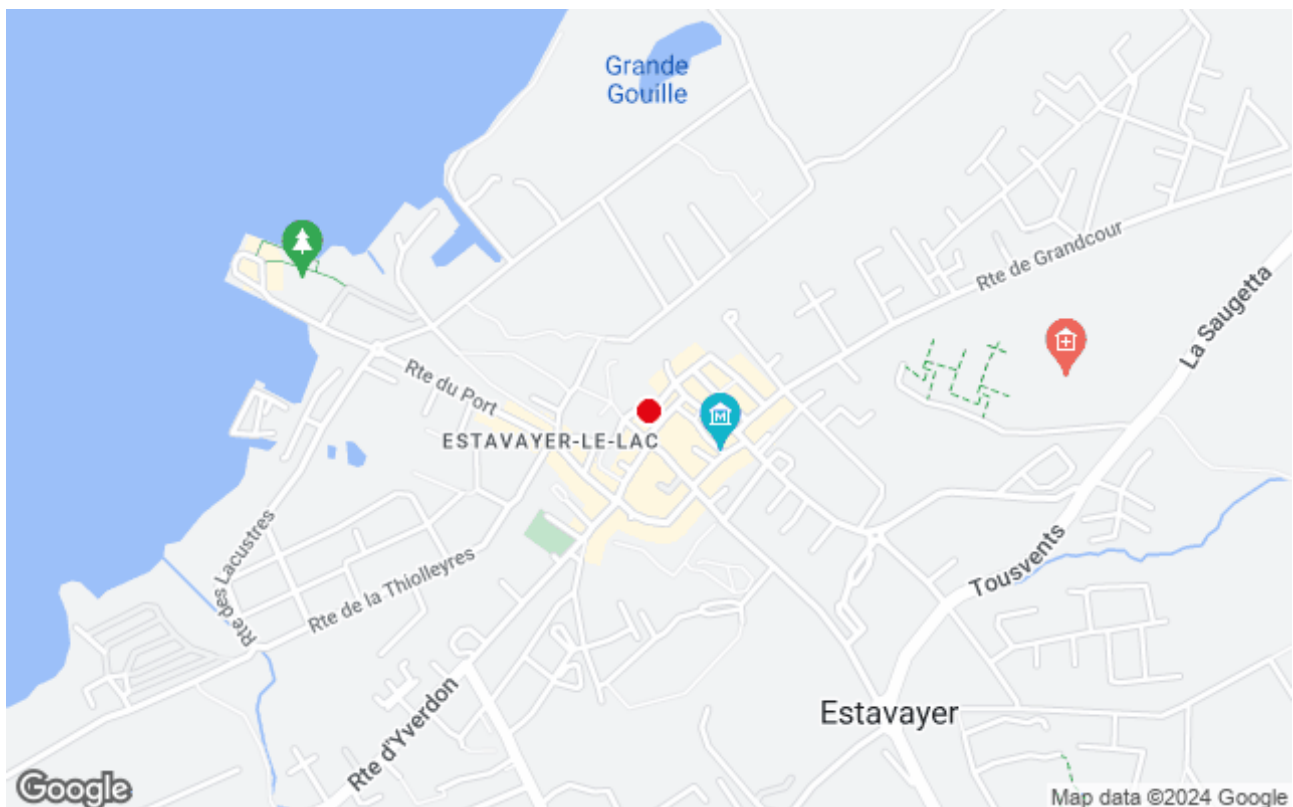 Grande
Gouille
Rte de Grandcour
La Saugetta
Rte du Port
ESTAVAYER-LE-LAC
M
Rte des Lacustres
Rte de la Thiolleyres
Tousvents
Rte d'Yverdon
Estavayer
Google
Map data ©2024 Google